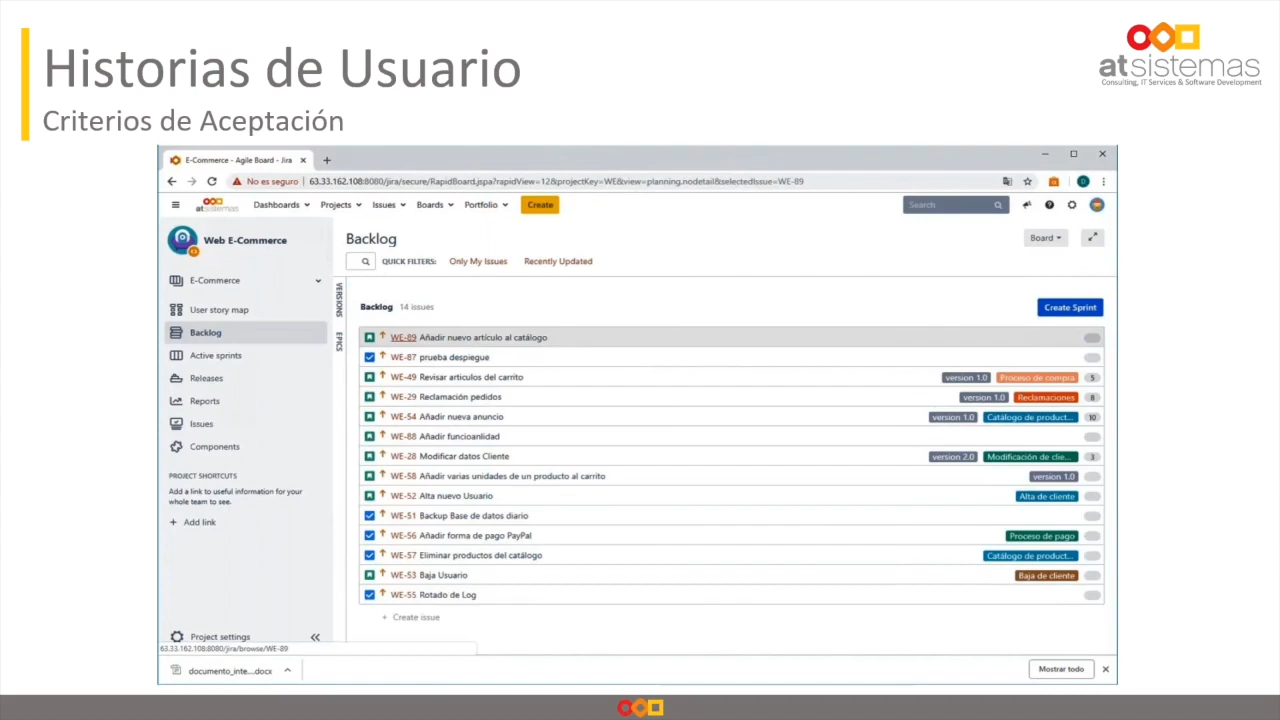 Historias de Usuario
Criterios de Aceptación
atsistemas
Consulting, IT Services & Software Development
E-Commerce - Agile Board - Jira
No es seguro | 63.33.162.108:8080/jira/secure/RapidBoard.jspa?rapidView=12&projectKey=WE&view=planning.nodetail&selectedIssue=WE-89
atsistemas Dashboards Projects Issues Boards Portfolio Create Search
Web E-Commerce
E-Commerce
User story map
Backlog
Active sprints
Releases
Reports
Issues
Components
PROJECT SHORTCUTS
Add a link to useful information for your
whole team to see.
+ Add link
Project settings
Backlog
Board
QUICK FILTERS: Only My Issues Recently Updated
VERSIONS
EPICS
Backlog 14 issues
Create Sprint
WE-89 Añadir nuevo artículo al catálogo
WE-87 prueba despiegue
WE-49 Revisar articulos del carrito version 1.0 Proceso de compra 5
WE-29 Reclamación pedidos version 1.0 Reclamaciones 8
WE-54 Añadir nueva anuncio version 1.0 Catálogo de product... 10
WE-88 Añadir funcioanlidad
WE-28 Modificar datos Cliente version 2.0 Modificación de clie... 3
WE-58 Añadir varias unidades de un producto al carrito version 1.0
WE-52 Alta nuevo Usuario Alta de cliente
WE-51 Backup Base de datos diario
WE-56 Añadir forma de pago PayPal Proceso de pago
WE-57 Eliminar productos del catálogo Catálogo de product...
WE-53 Baja Usuario Baja de cliente
WE-55 Rotado de Log
+ Create issue
63.33.162.108:8080/jira/browse/WE-89
documento_inte....docx
Mostrar todo